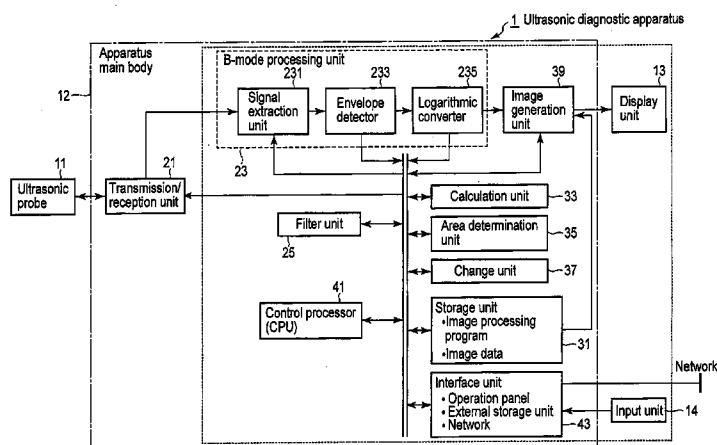 1 Ultrasonic diagnostic apparatus
Apparatus
main body
12
B-mode processing unit
231
233
235
39
13
Signal
extraction
unit
Envelope
detector
Logarithmic
converter
Image
generation
unit
Display
unit
23
11
21
Ultrasonic
probe
Transmission/
reception unit
Calculation unit
33
Filter unit
25
Area determination
unit
35
Change unit
37
41
Control processor
(CPU)
Storage unit
• Image processing
program
• Image data
31
Network
Interface unit
• Operation panel
• External storage unit
• Network
43
Input unit
14